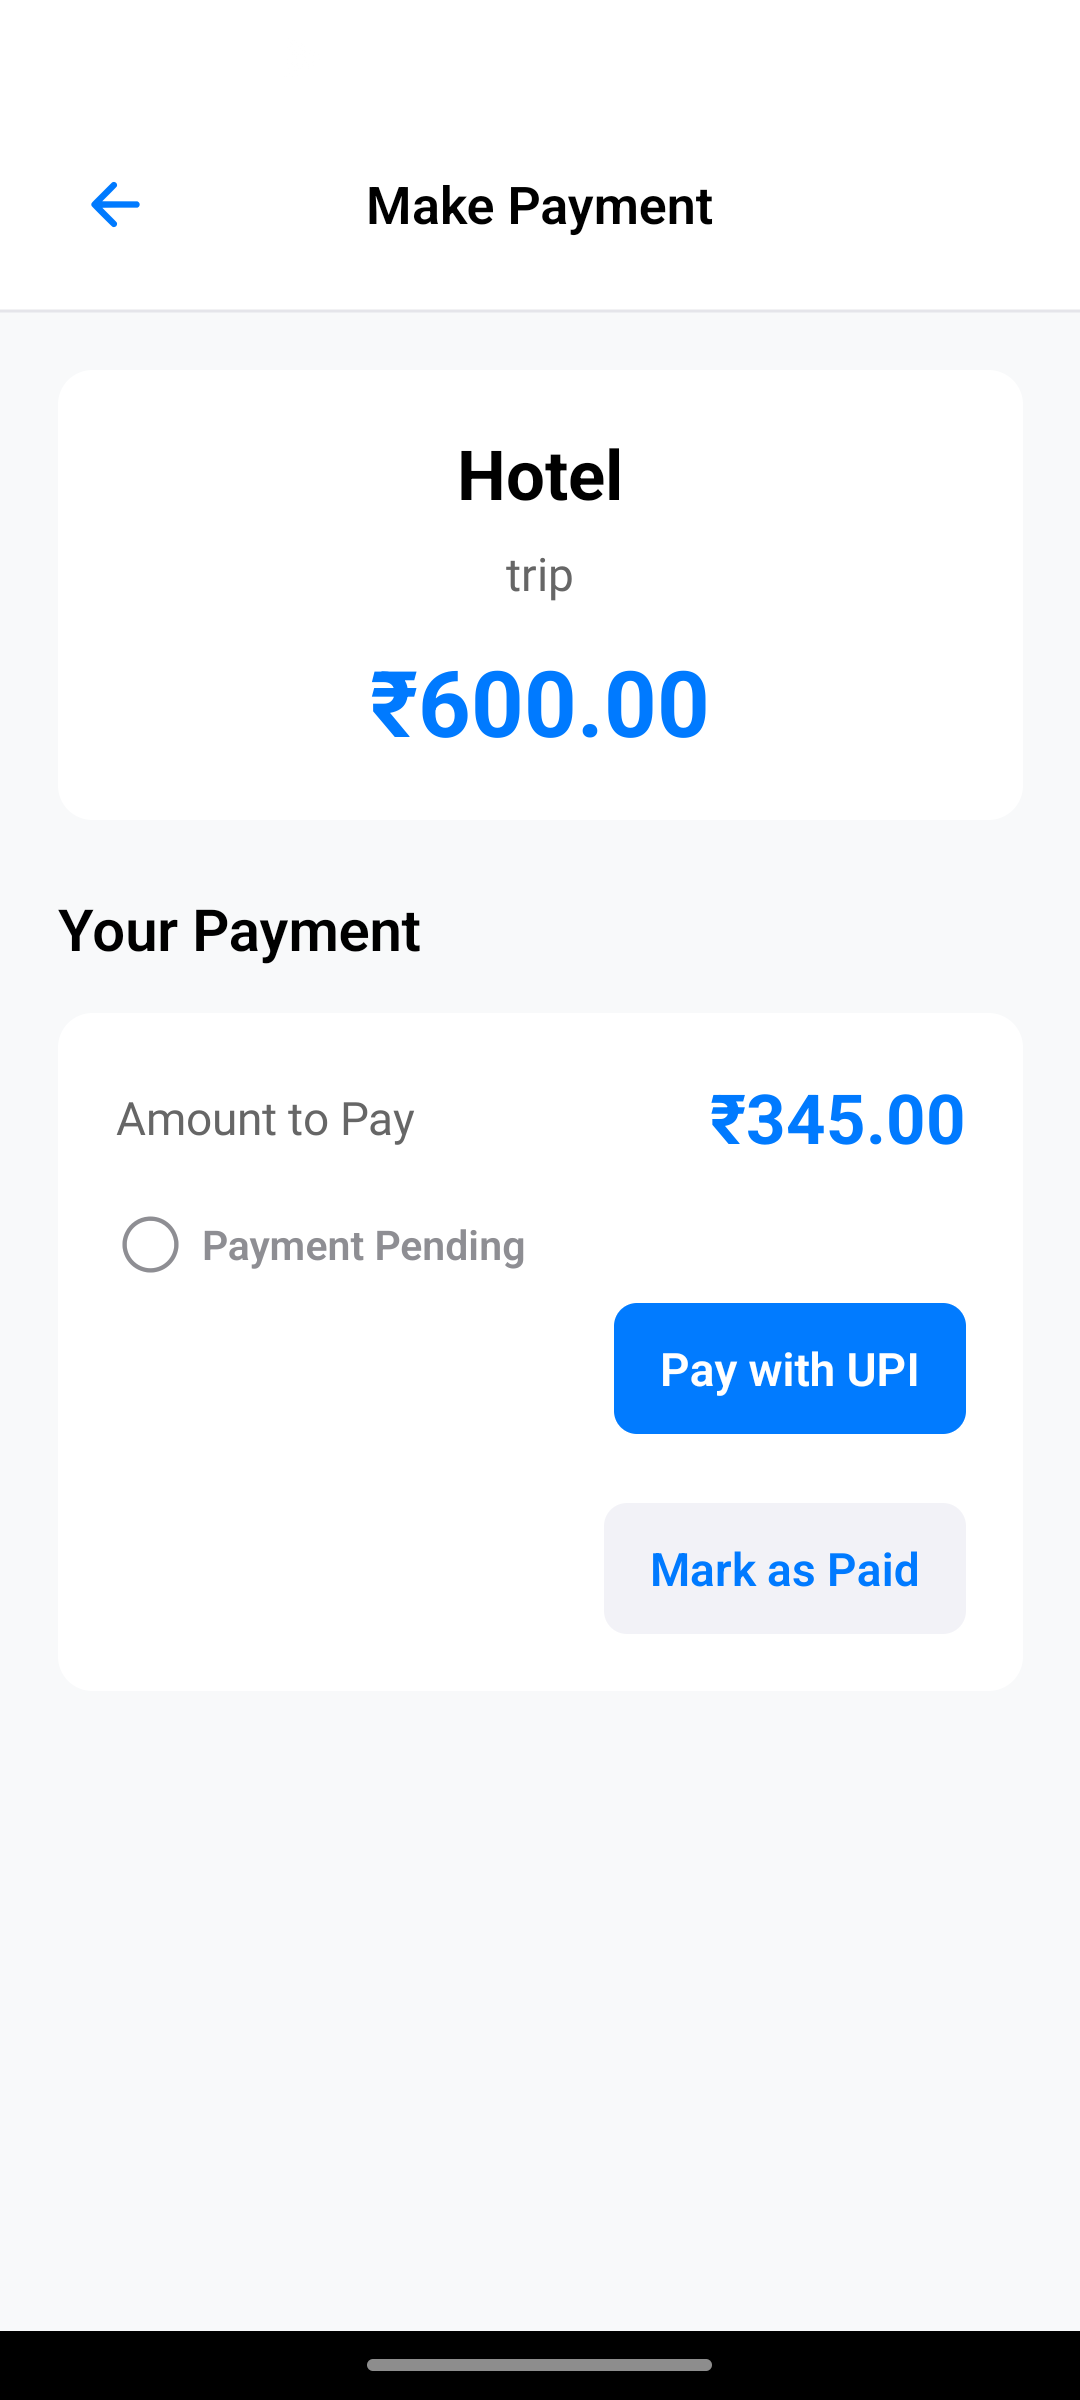 Make Payment
Hotel
trip
₹600.00
Your Payment
Amount to Pay
₹345.00
Payment Pending
Pay with UPI
Mark as Paid